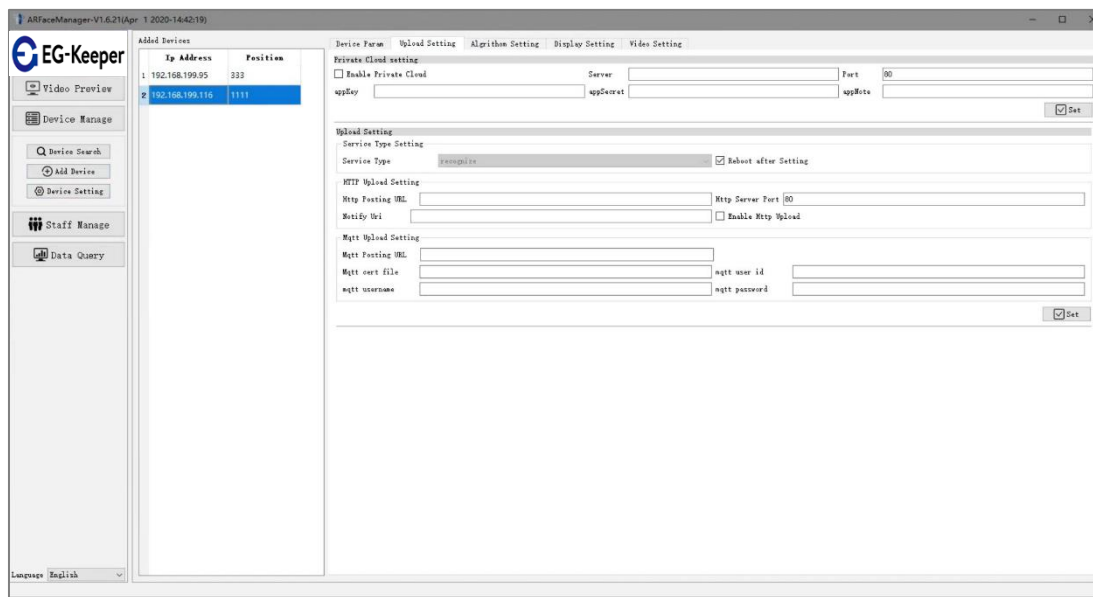 ARFaceManager-V1.6.21(Apr 1 2020-14:42:19)
EG-Keeper
Video Preview
Device Manage
Device Search
Add Device
Device Setting
Staff Manage
Data Query
Language English
Added Devices
Ip Address Position
1 192.168.199.95 333
2 192.168.199.116 1111
Device Param Upload Setting Algrithom Setting Display Setting Video Setting
Private Cloud setting
Enable Private Cloud Server Port 80
appKey appSecret appNote
Set
Upload Setting
Service Type Setting
Service Type recognize Reboot after Setting
HTTP Upload Setting
Http Posting URL Http Server Port 80
Notify Uri Enable Http Upload
Mqtt Upload Setting
Mqtt Posting URL
Mqtt cert file mqtt user id
mqtt username mqtt password
Set